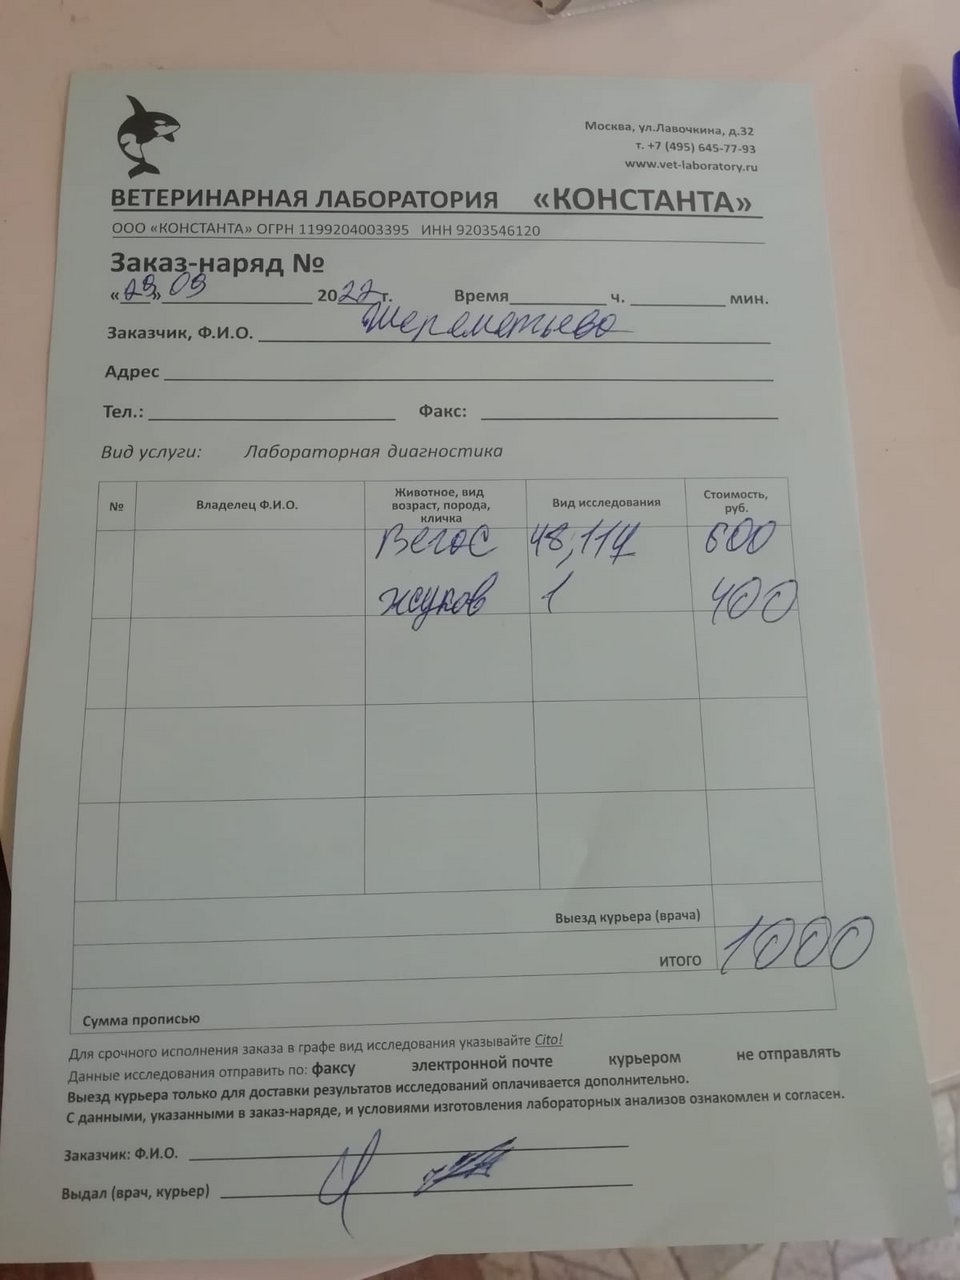 Москва, ул.Лавочкина, д.32
т. +7 (495) 645-77-93
www.vet-laboratory.ru
ВЕТЕРИНАРНАЯ ЛАБОРАТОРИЯ «КОНСТАНТА»
ООО «КОНСТАНТА» ОГРН 1199204003395 ИНН 9203546120
Заказ-наряд №
«29» 09 2022 г. Время ч. мин.
Заказчик, Ф.И.О. Шереметьево
Адрес
Тел.: Факс:
Вид услуги: Лабораторная диагностика
№ Владелец Ф.И.О. Животное, вид возраст, порода, кличка Вид исследования Стоимость, руб.
Вегас 48,114 600
Жуков 1 400
Выезд курьера (врача)
ИТОГО 1000
Сумма прописью
Для срочного исполнения заказа в графе вид исследования указывайте Cito!
Данные исследования отправить по: факсу электронной почте курьером не отправлять
Выезд курьера только для доставки результатов исследований оплачивается дополнительно.
С данными, указанными в заказ-наряде, и условиями изготовления лабораторных анализов ознакомлен и согласен.
Заказчик: Ф.И.О.
Выдал (врач, курьер)